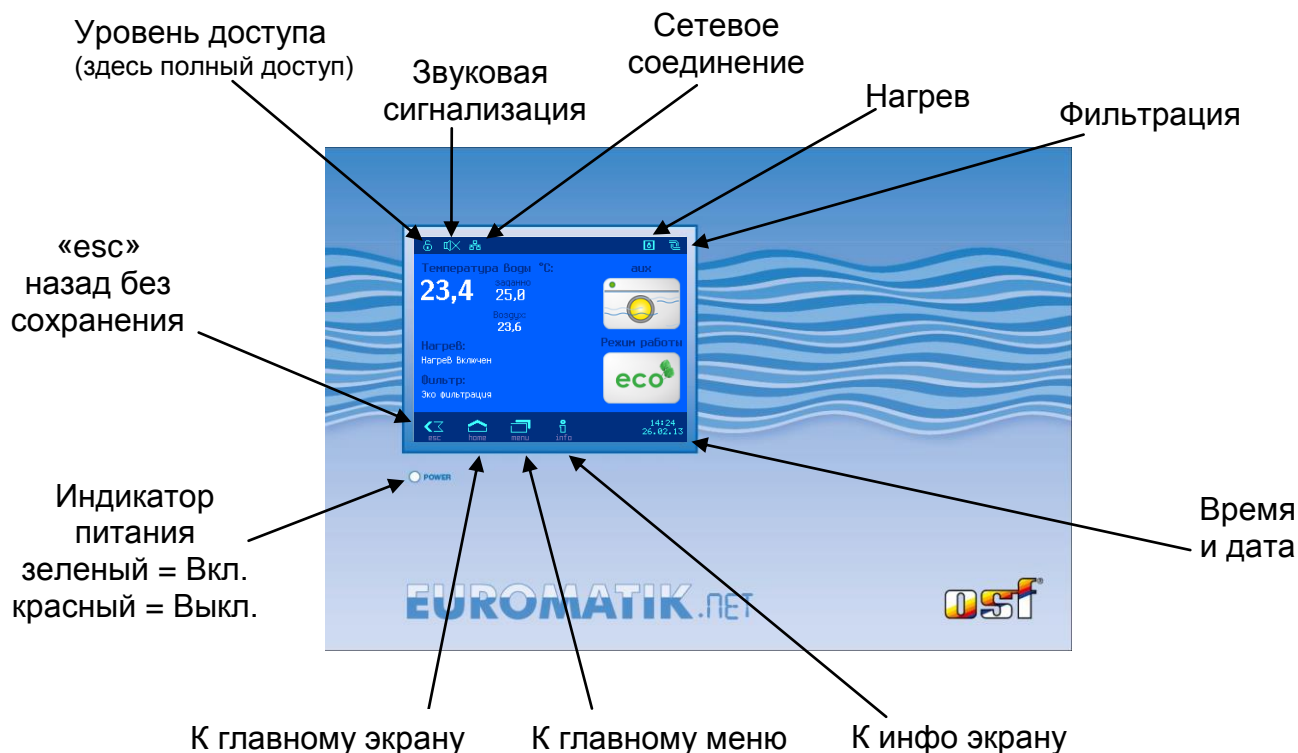 Уровень доступа
(здесь полный доступ)
Звуковая
сигнализация
Сетевое
соединение
Нагрев
Фильтрация
«esc»
назад без
сохранения
Температура воды °C:
23,4
задано
25,0
Воздух:
23,6
aux
Нагрев:
Нагрев Включен
Режим работы
eco
Фильтр:
Эко фильтрация
esc
home
menu
info
14:24
26.02.13
POWER
Индикатор
питания
зеленый = Вкл.
красный = Выкл.
Время
и дата
EUROMATIK.NET
osf
К главному экрану
К главному меню
К инфо экрану